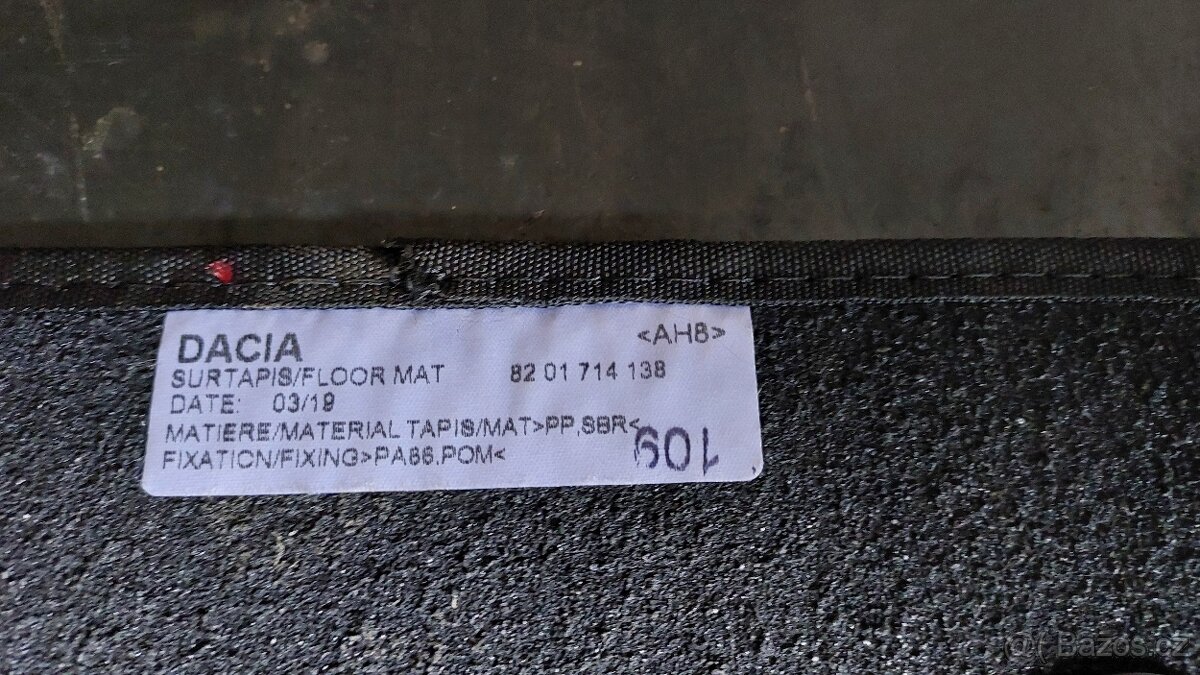 DACIA <AH8>
SURTAPIS/FLOOR MAT 82 01 714 138
DATE: 03/19
MATIERE/MATERIAL TAPIS/MAT>PP,SBR<
FIXATION/FIXING>PA66,POM<
109
Bazos.cz